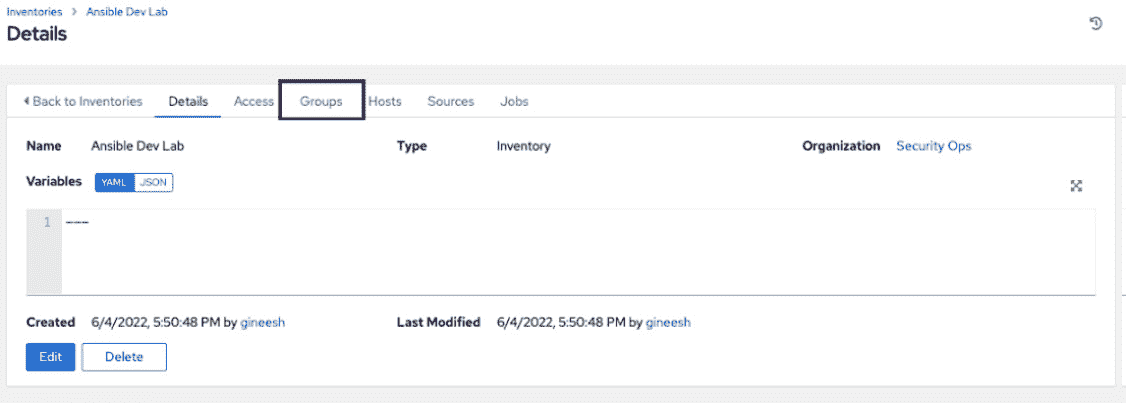 Inventories > Ansible Dev Lab
Details
Back to Inventories Details Access Groups Hosts Sources Jobs
Name Ansible Dev Lab Type Inventory Organization Security Ops
Variables YAML JSON
1 ---
Created 6/4/2022, 5:50:48 PM by gineesh Last Modified 6/4/2022, 5:50:48 PM by gineesh
Edit Delete